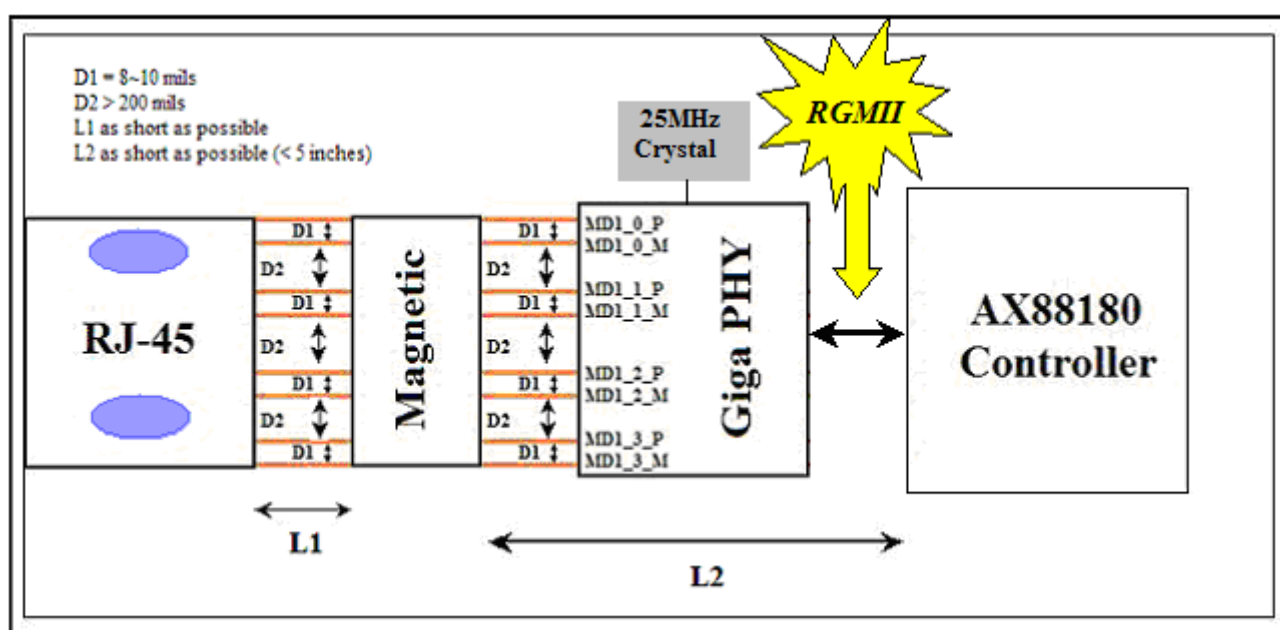 D1 = 8~10 mils
D2 > 200 mils
L1 as short as possible
L2 as short as possible (< 5 inches)
25MHz
Crystal
RGMII
RJ-45
D1
D2
D1
D2
D1
D2
D1
Magnetic
D1
D2
D1
D2
D1
D2
D1
MD1_0_P
MD1_0_M
MD1_1_P
MD1_1_M
MD1_2_P
MD1_2_M
MD1_3_P
MD1_3_M
Giga PHY
AX88180
Controller
L1
L2